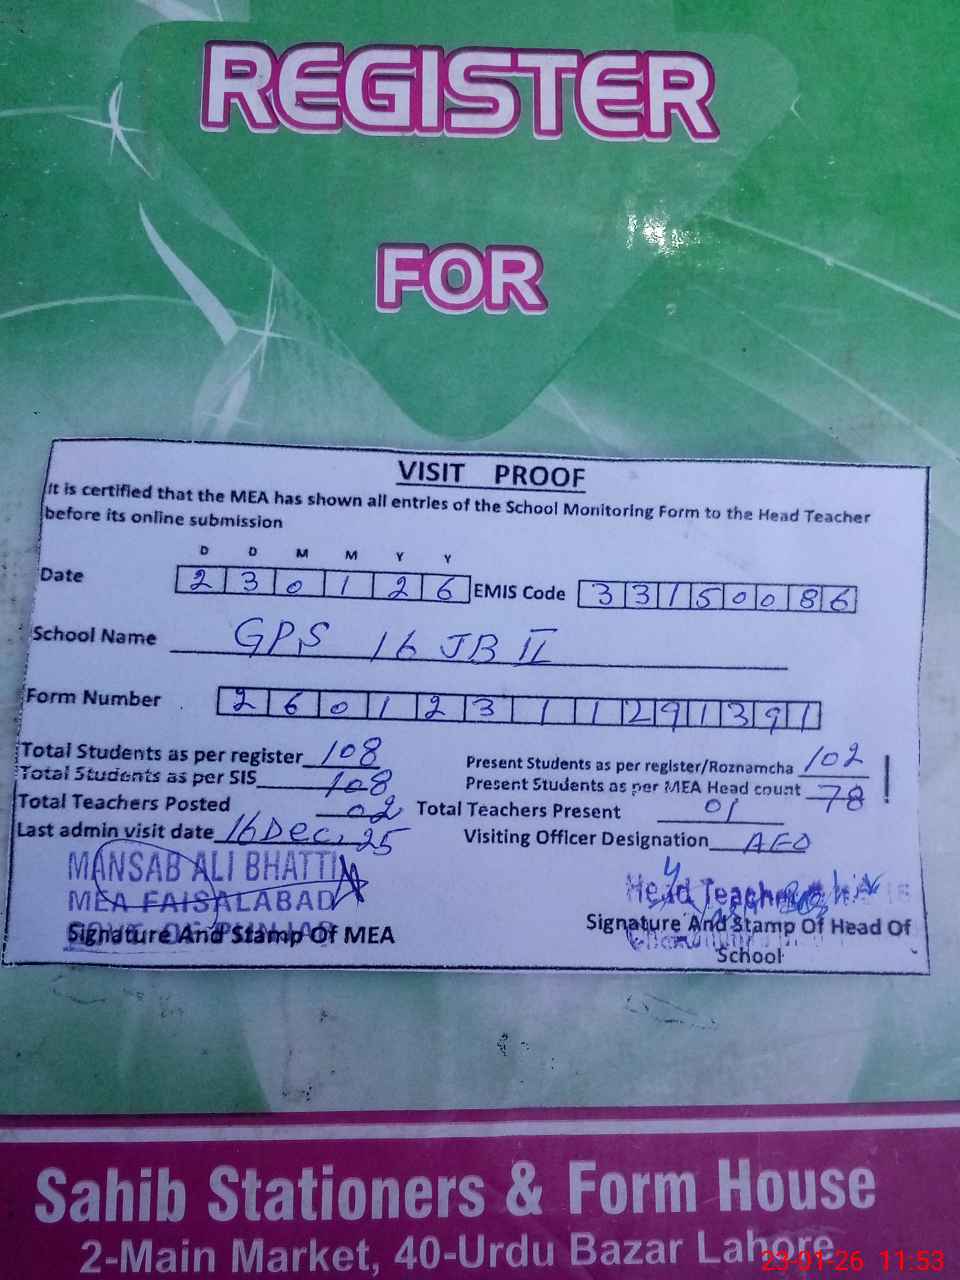 REGISTER
FOR
VISIT PROOF
It is certified that the MEA has shown all entries of the School Monitoring Form to the Head Teacher
before its online submission
D D M M Y Y
Date 2 3 0 1 2 6 EMIS Code 3 3 1 5 0 0 8 6
School Name GPS 16 JB II
Form Number 2 6 0 1 2 3 1 1 2 9 1 3 9 1
Total Students as per register 108 Present Students as per register/Roznamcha 102
Total Students as per SIS 108 Present Students as per MEA Head count 78
Total Teachers Posted 02 Total Teachers Present 01
Last admin visit date 16 Dec, 25 Visiting Officer Designation AEO
MANSAB ALI BHATTI
MEA FAISALABAD
GOVT OF PUNJAB
Signature And Stamp Of MEA
Head Teacher
Signature And Stamp Of Head Of
School
Sahib Stationers & Form House
2-Main Market, 40-Urdu Bazar Lahore
23-01-26 11:53